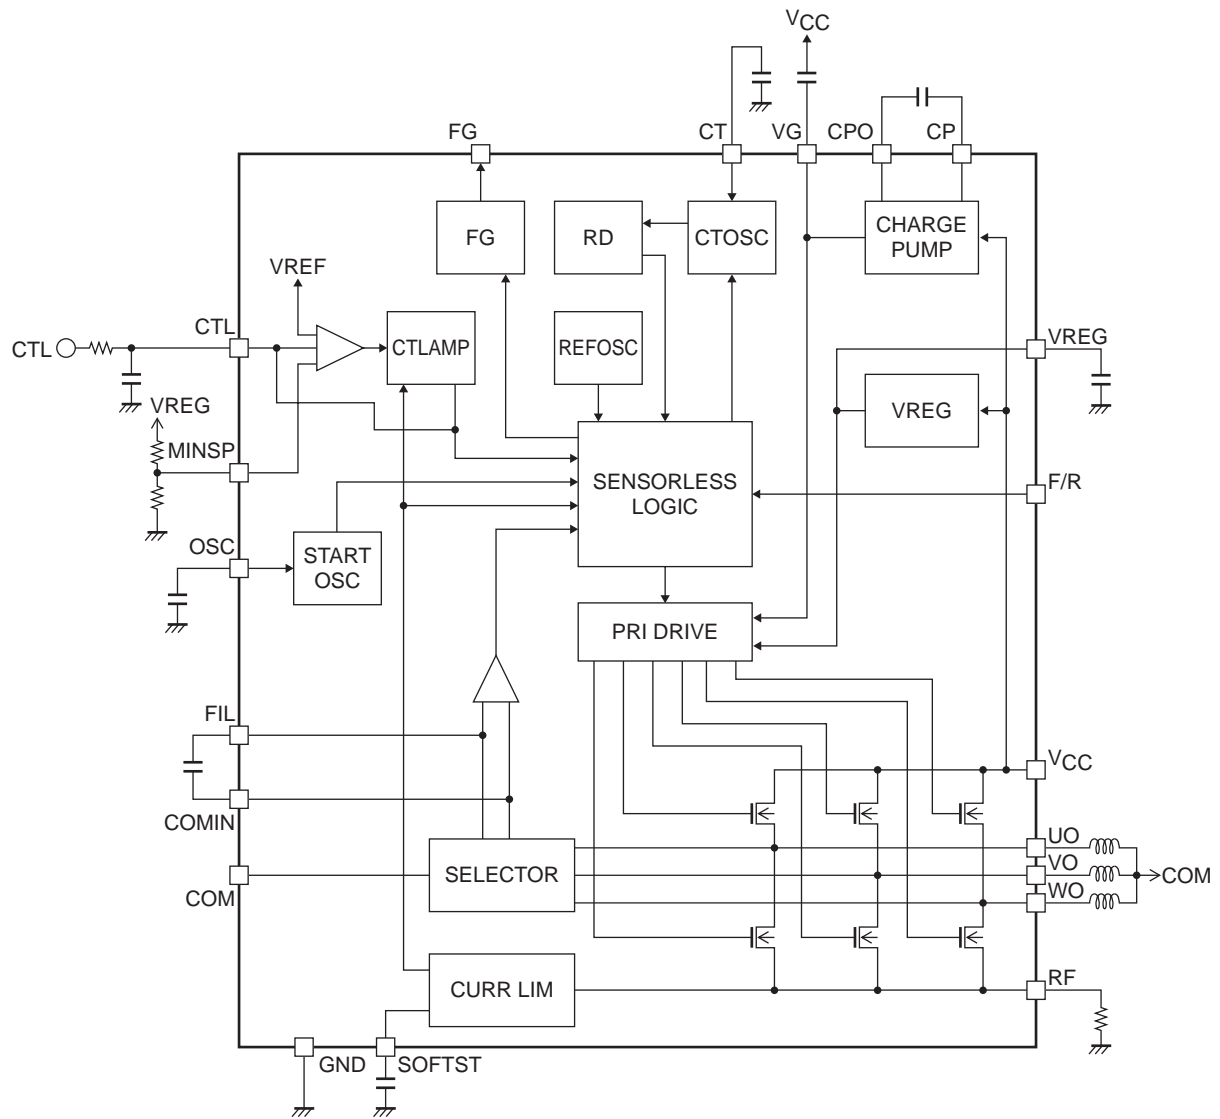 VCC
FG
CT
VG
CPO
CP
FG
RD
CTOSC
CHARGE
PUMP
VREF
CTL
CTL
CTLAMP
REFOSC
VREG
VREG
VREG
MINSP
SENSORLESS
LOGIC
F/R
OSC
START
OSC
PRI DRIVE
FIL
VCC
COMIN
UO
SELECTOR
VO
COM
COM
WO
CURR LIM
RF
GND
SOFTST